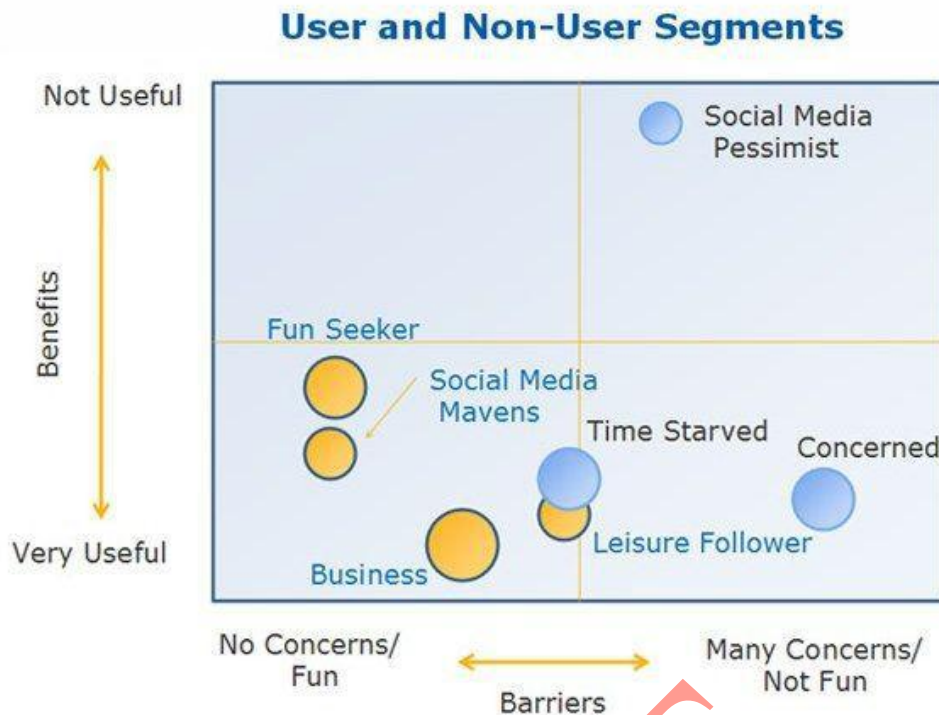 User and Non-User Segments
Not Useful
Social Media
Pessimist
Benefits
Fun Seeker
Social Media
Mavens
Time Starved
Concerned
Very Useful
Leisure Follower
Business
No Concerns/
Fun
Many Concerns/
Not Fun
Barriers